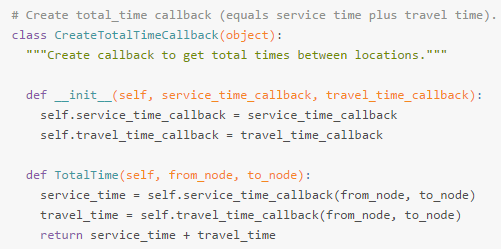 # Create total_time callback (equals service time plus travel time).
class CreateTotalTimeCallback(object):
  """Create callback to get total times between locations."""

  def __init__(self, service_time_callback, travel_time_callback):
    self.service_time_callback = service_time_callback
    self.travel_time_callback = travel_time_callback

  def TotalTime(self, from_node, to_node):
    service_time = self.service_time_callback(from_node, to_node)
    travel_time = self.travel_time_callback(from_node, to_node)
    return service_time + travel_time